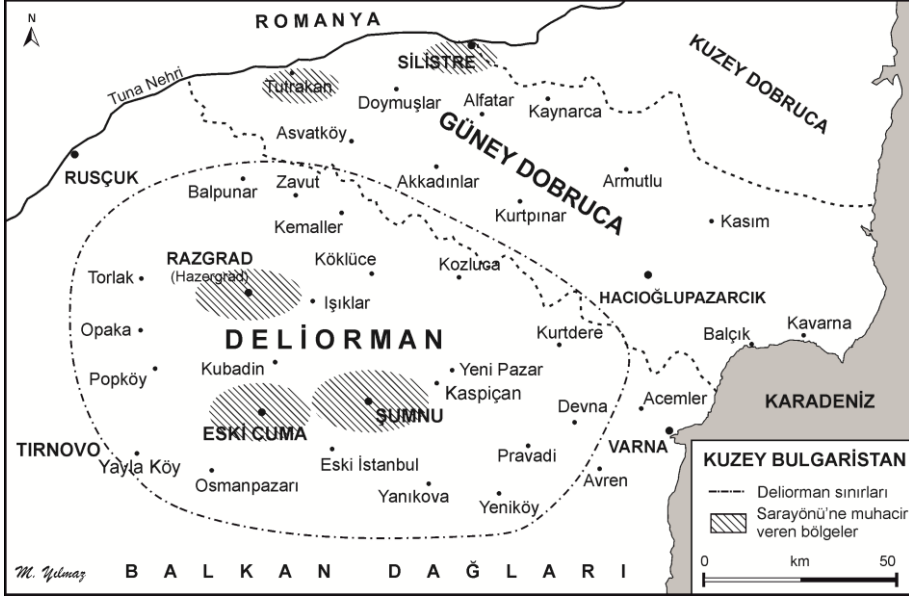 N
ROMANYA
SİLİSTRE
KUZEY DOBRUCA
Tuna Nehri
Tutrakan
Doymuşlar
Alfatar
Kaynarca
GÜNEY DOBRUCA
Asvatköy
RUSÇUK
Balpunar
Zavut
Akkadınlar
Armutlu
Kemaller
Kurtpınar
Kasım
RAZGRAD
(Hazergrad)
Torlak
Köklüce
Kozluca
Işıklar
HACIOĞLUPAZARCIK
Opaka
DELİORMAN
Kurtdere
Balçık
Kavarna
Popköy
Kubadin
Yeni Pazar
Kaspiçan
ŞUMNU
Devna
Acemler
KARADENİZ
ESKİ CUMA
TIRNOVO
Yayla Köy
Osmanpazarı
Eski İstanbul
Pravadi
VARNA
Avren
Yanıkova
Yeniköy
KUZEY BULGARİSTAN
Deliorman sınırları
Sarayönü'ne muhacir
veren bölgeler
0 km 50
M. Yılmaz
BALKAN DAĞLARI